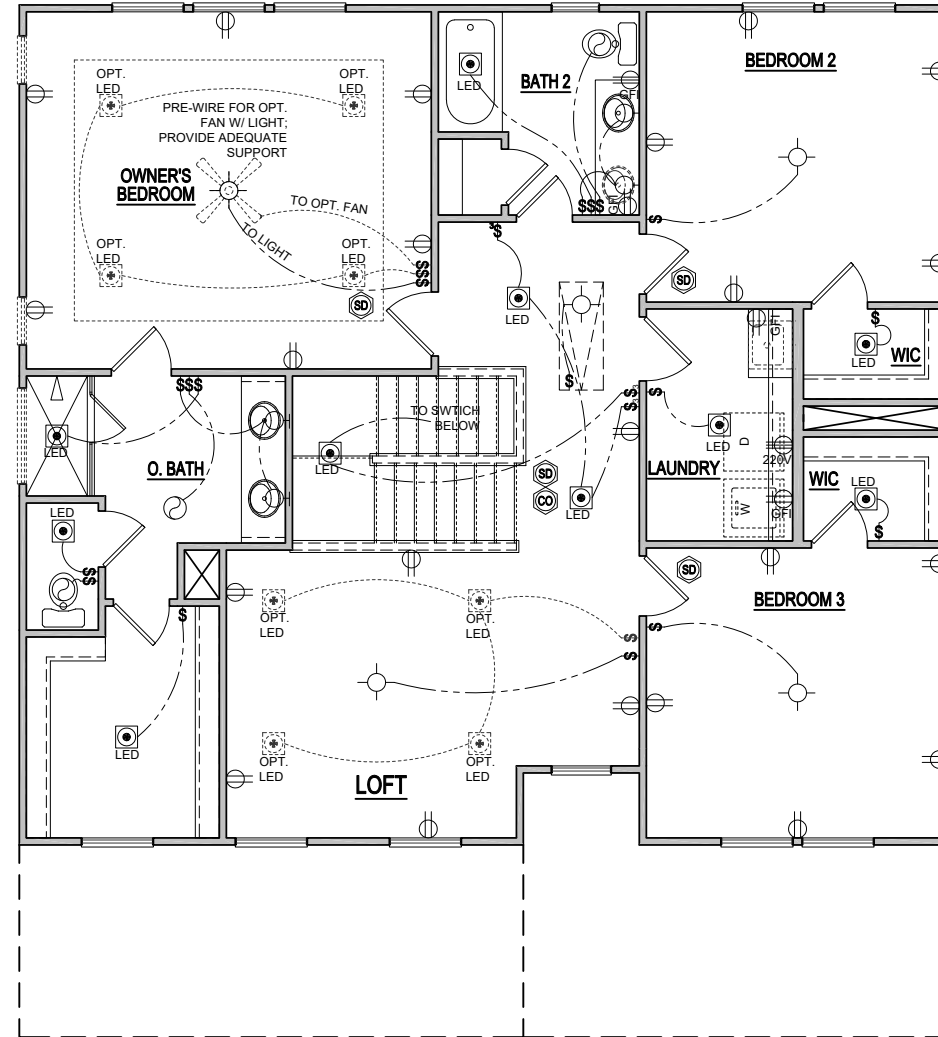 OPT.
LED
OPT.
LED
PRE-WIRE FOR OPT.
FAN W/ LIGHT;
PROVIDE ADEQUATE
SUPPORT
OWNER'S
BEDROOM
TO OPT. FAN
TO LIGHT
OPT.
LED
OPT.
LED
$$$
SD
LED
BATH 2
GFI
$$$
GFI
BEDROOM 2
$
SD
$
LED
$
GFI
$
LED
WIC
$$$
LED
O. BATH
TO SWTICH
BELOW
LED
$3
$
$
LED
D
220V
LAUNDRY
W
GFI
WIC
LED
$
SD
CO
LED
LED
$$
$
LED
OPT.
LED
OPT.
LED
$
$
OPT.
LED
OPT.
LED
LOFT
SD
BEDROOM 3
$